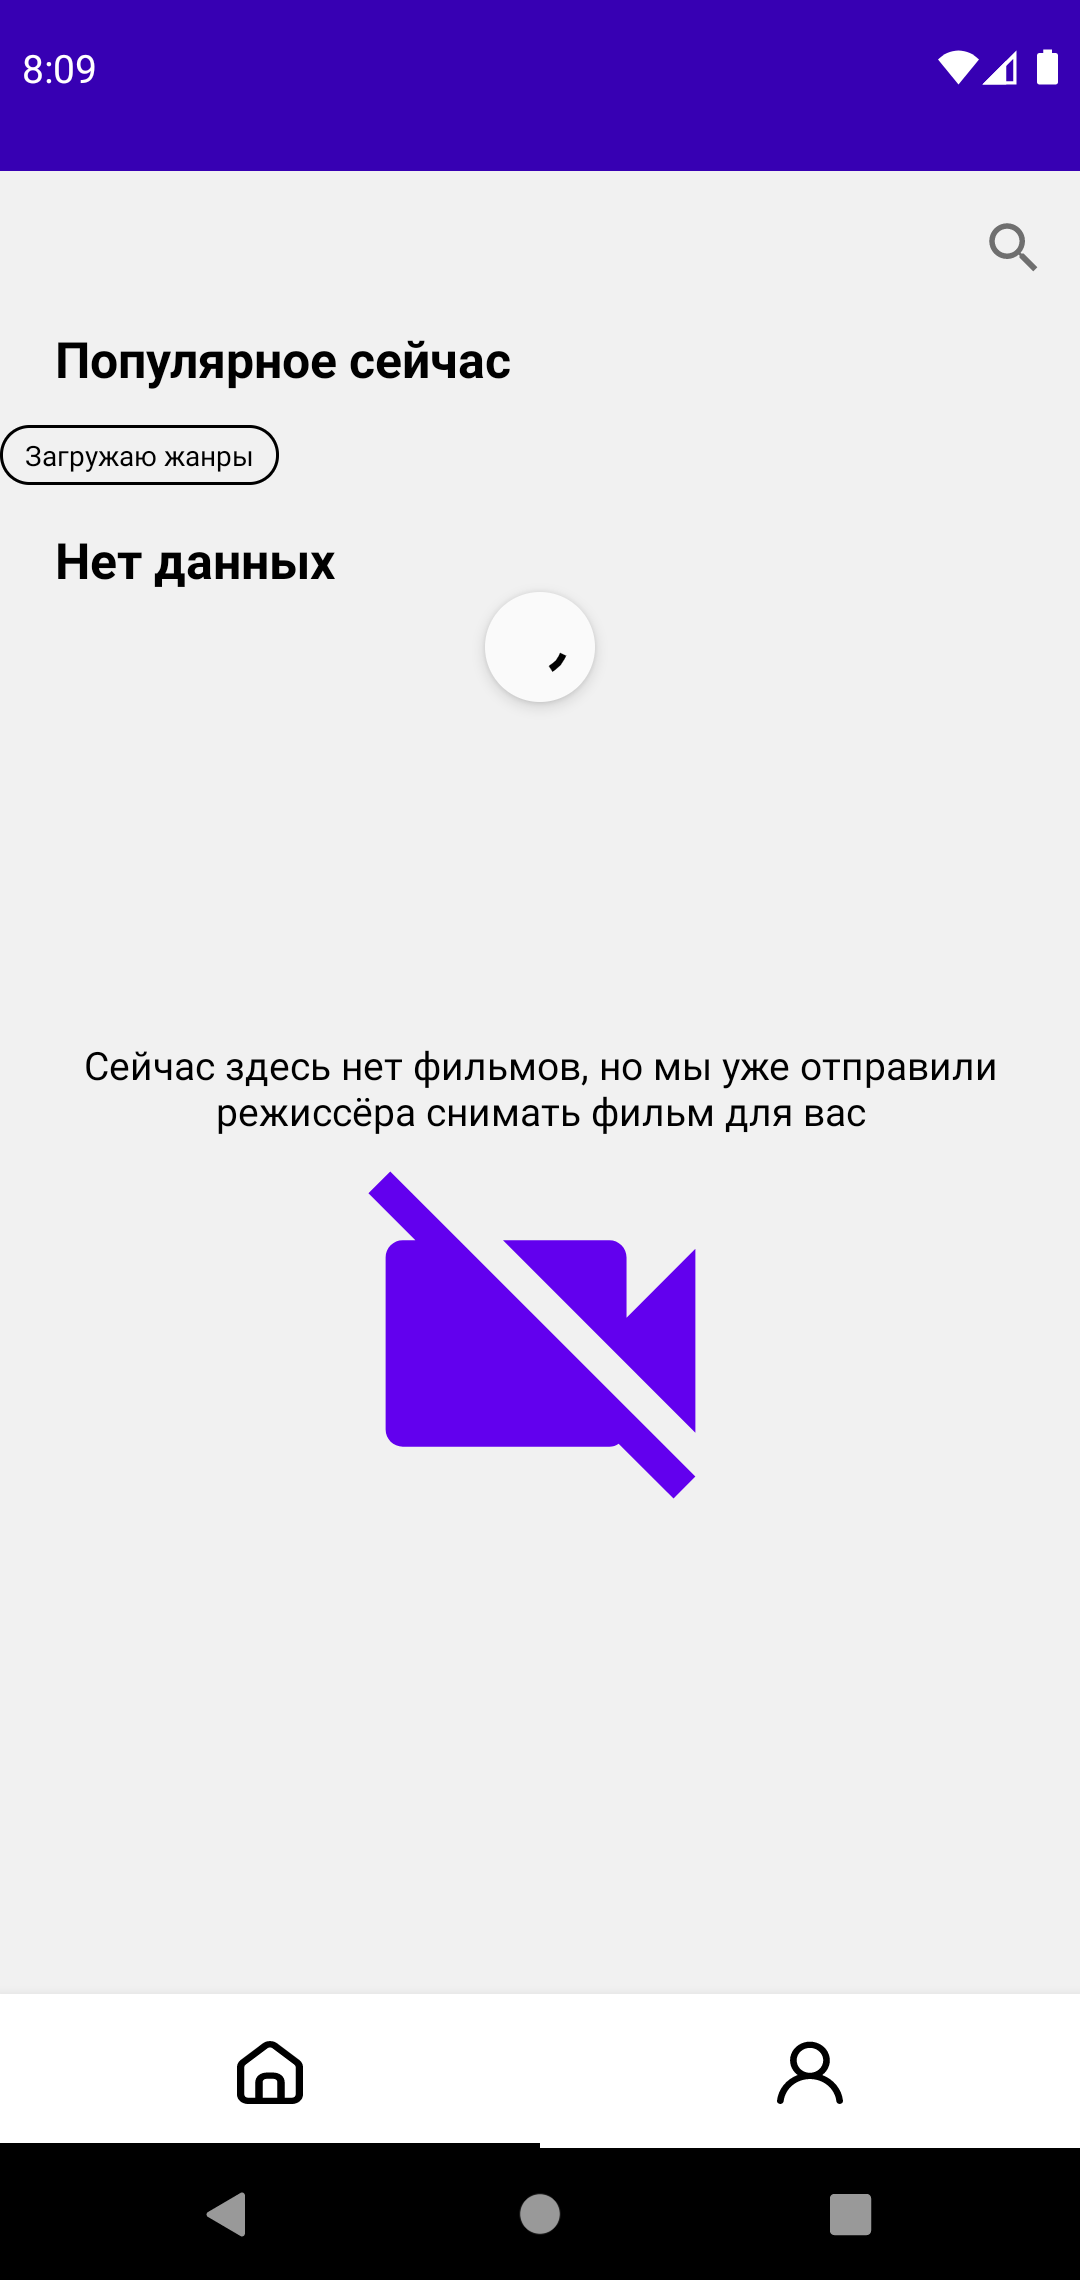 8:09
Популярное сейчас
Загружаю жанры
Нет данных
Сейчас здесь нет фильмов, но мы уже отправили
режиссёра снимать фильм для вас